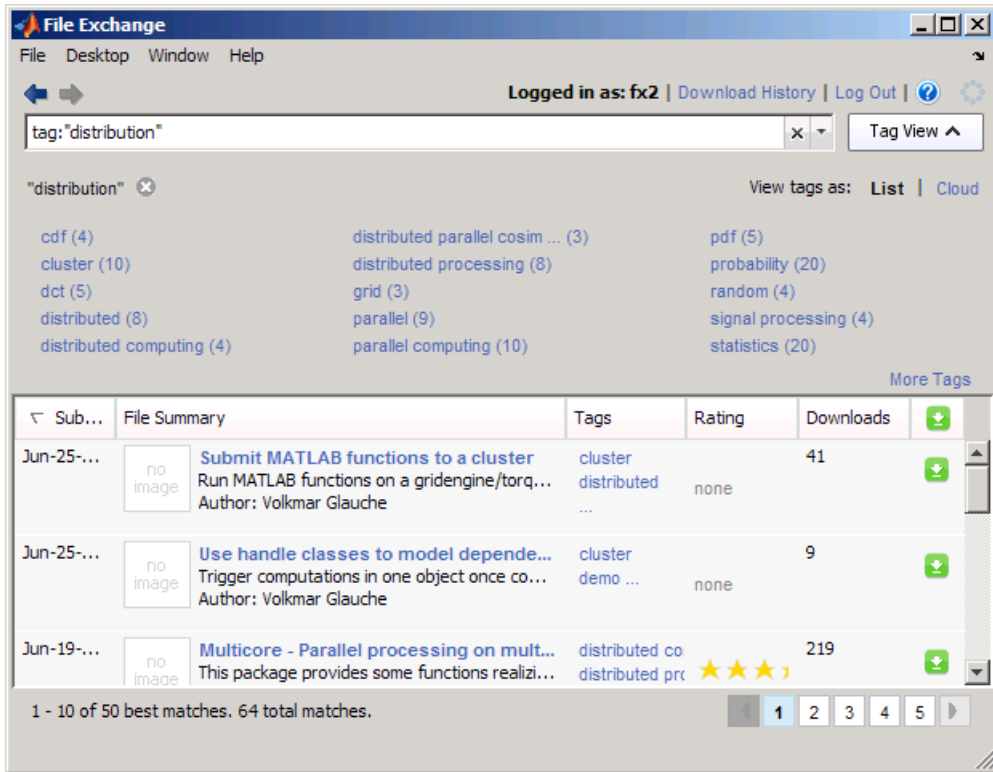 File Exchange
File Desktop Window Help
Logged in as: fx2 | Download History | Log Out |
tag:"distribution"
Tag View
"distribution"
View tags as: List | Cloud
cdf (4) distributed parallel cosim ... (3) pdf (5)
cluster (10) distributed processing (8) probability (20)
dct (5) grid (3) random (4)
distributed (8) parallel (9) signal processing (4)
distributed computing (4) parallel computing (10) statistics (20)
More Tags
Sub... File Summary Tags Rating Downloads
Jun-25-... no image Submit MATLAB functions to a cluster cluster 41
Run MATLAB functions on a gridengine/torq... distributed none
Author: Volkmar Glauche ...
Jun-25-... no image Use handle classes to model depende... cluster 9
Trigger computations in one object once co... demo ... none
Author: Volkmar Glauche
Jun-19-... no image Multicore - Parallel processing on mult... distributed co 219
This package provides some functions realizi... distributed prc
1 - 10 of 50 best matches. 64 total matches. 1 2 3 4 5